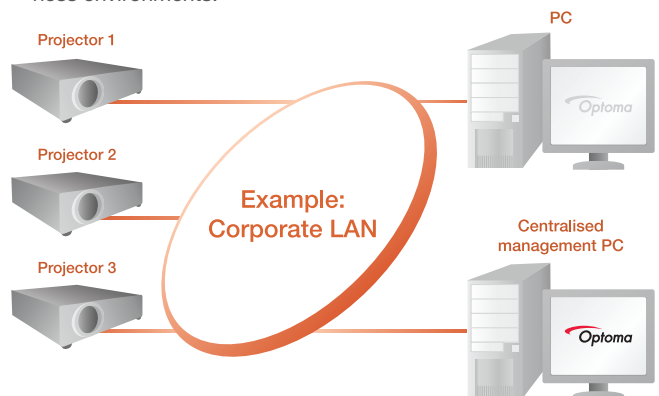 PC
Projector 1
Optoma
Projector 2
Example:
Corporate LAN
Centralised
management PC
Projector 3
Optoma